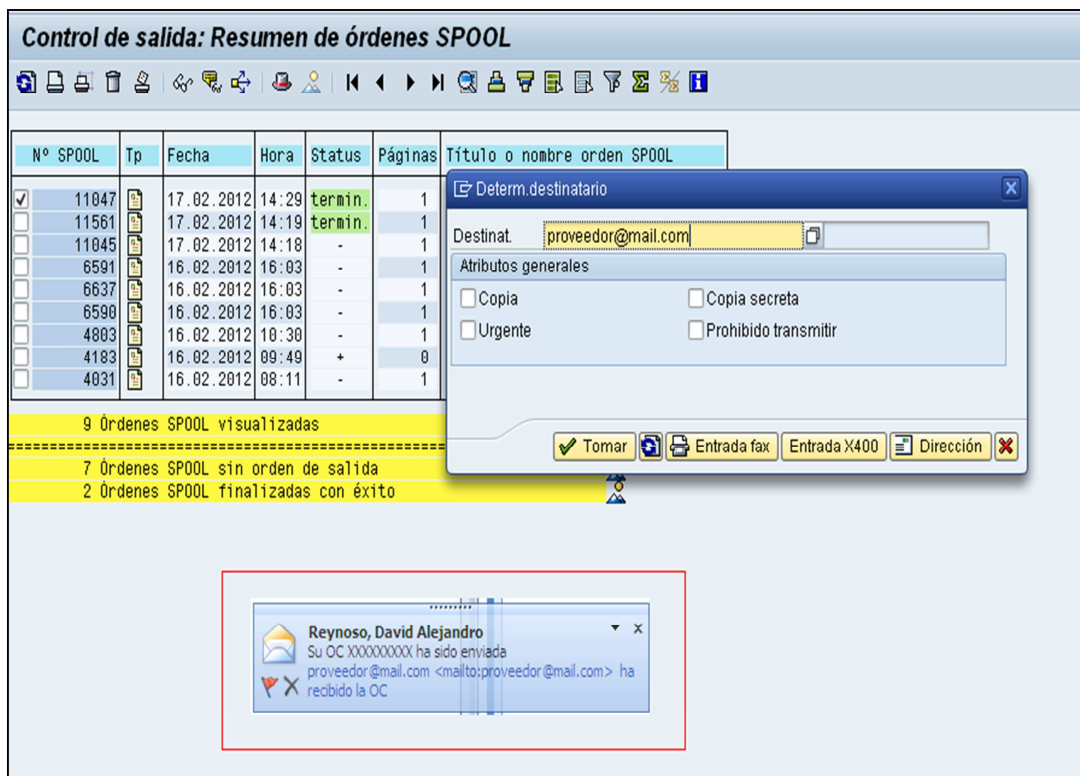 Control de salida: Resumen de órdenes SPOOL
Nº SPOOL Tp Fecha Hora Status Páginas Título o nombre orden SPOOL
11047 17.02.2012 14:29 termin. 1
11561 17.02.2012 14:19 termin. 1
11045 17.02.2012 14:18 - 1
6591 16.02.2012 16:03 - 1
6637 16.02.2012 16:03 - 1
6590 16.02.2012 16:03 - 1
4803 16.02.2012 10:30 - 1
4183 16.02.2012 09:49 + 0
4031 16.02.2012 08:11 - 1
9 Órdenes SPOOL visualizadas
7 Órdenes SPOOL sin orden de salida
2 Órdenes SPOOL finalizadas con éxito
Determ.destinatario
Destinat. proveedor@mail.com
Atributos generales
Copia Copia secreta
Urgente Prohibido transmitir
Tomar Entrada fax Entrada X400 Dirección
Reynoso, David Alejandro
Su OC XXXXXXXXX ha sido enviada
proveedor@mail.com <mailto:proveedor@mail.com> ha
recibido la OC